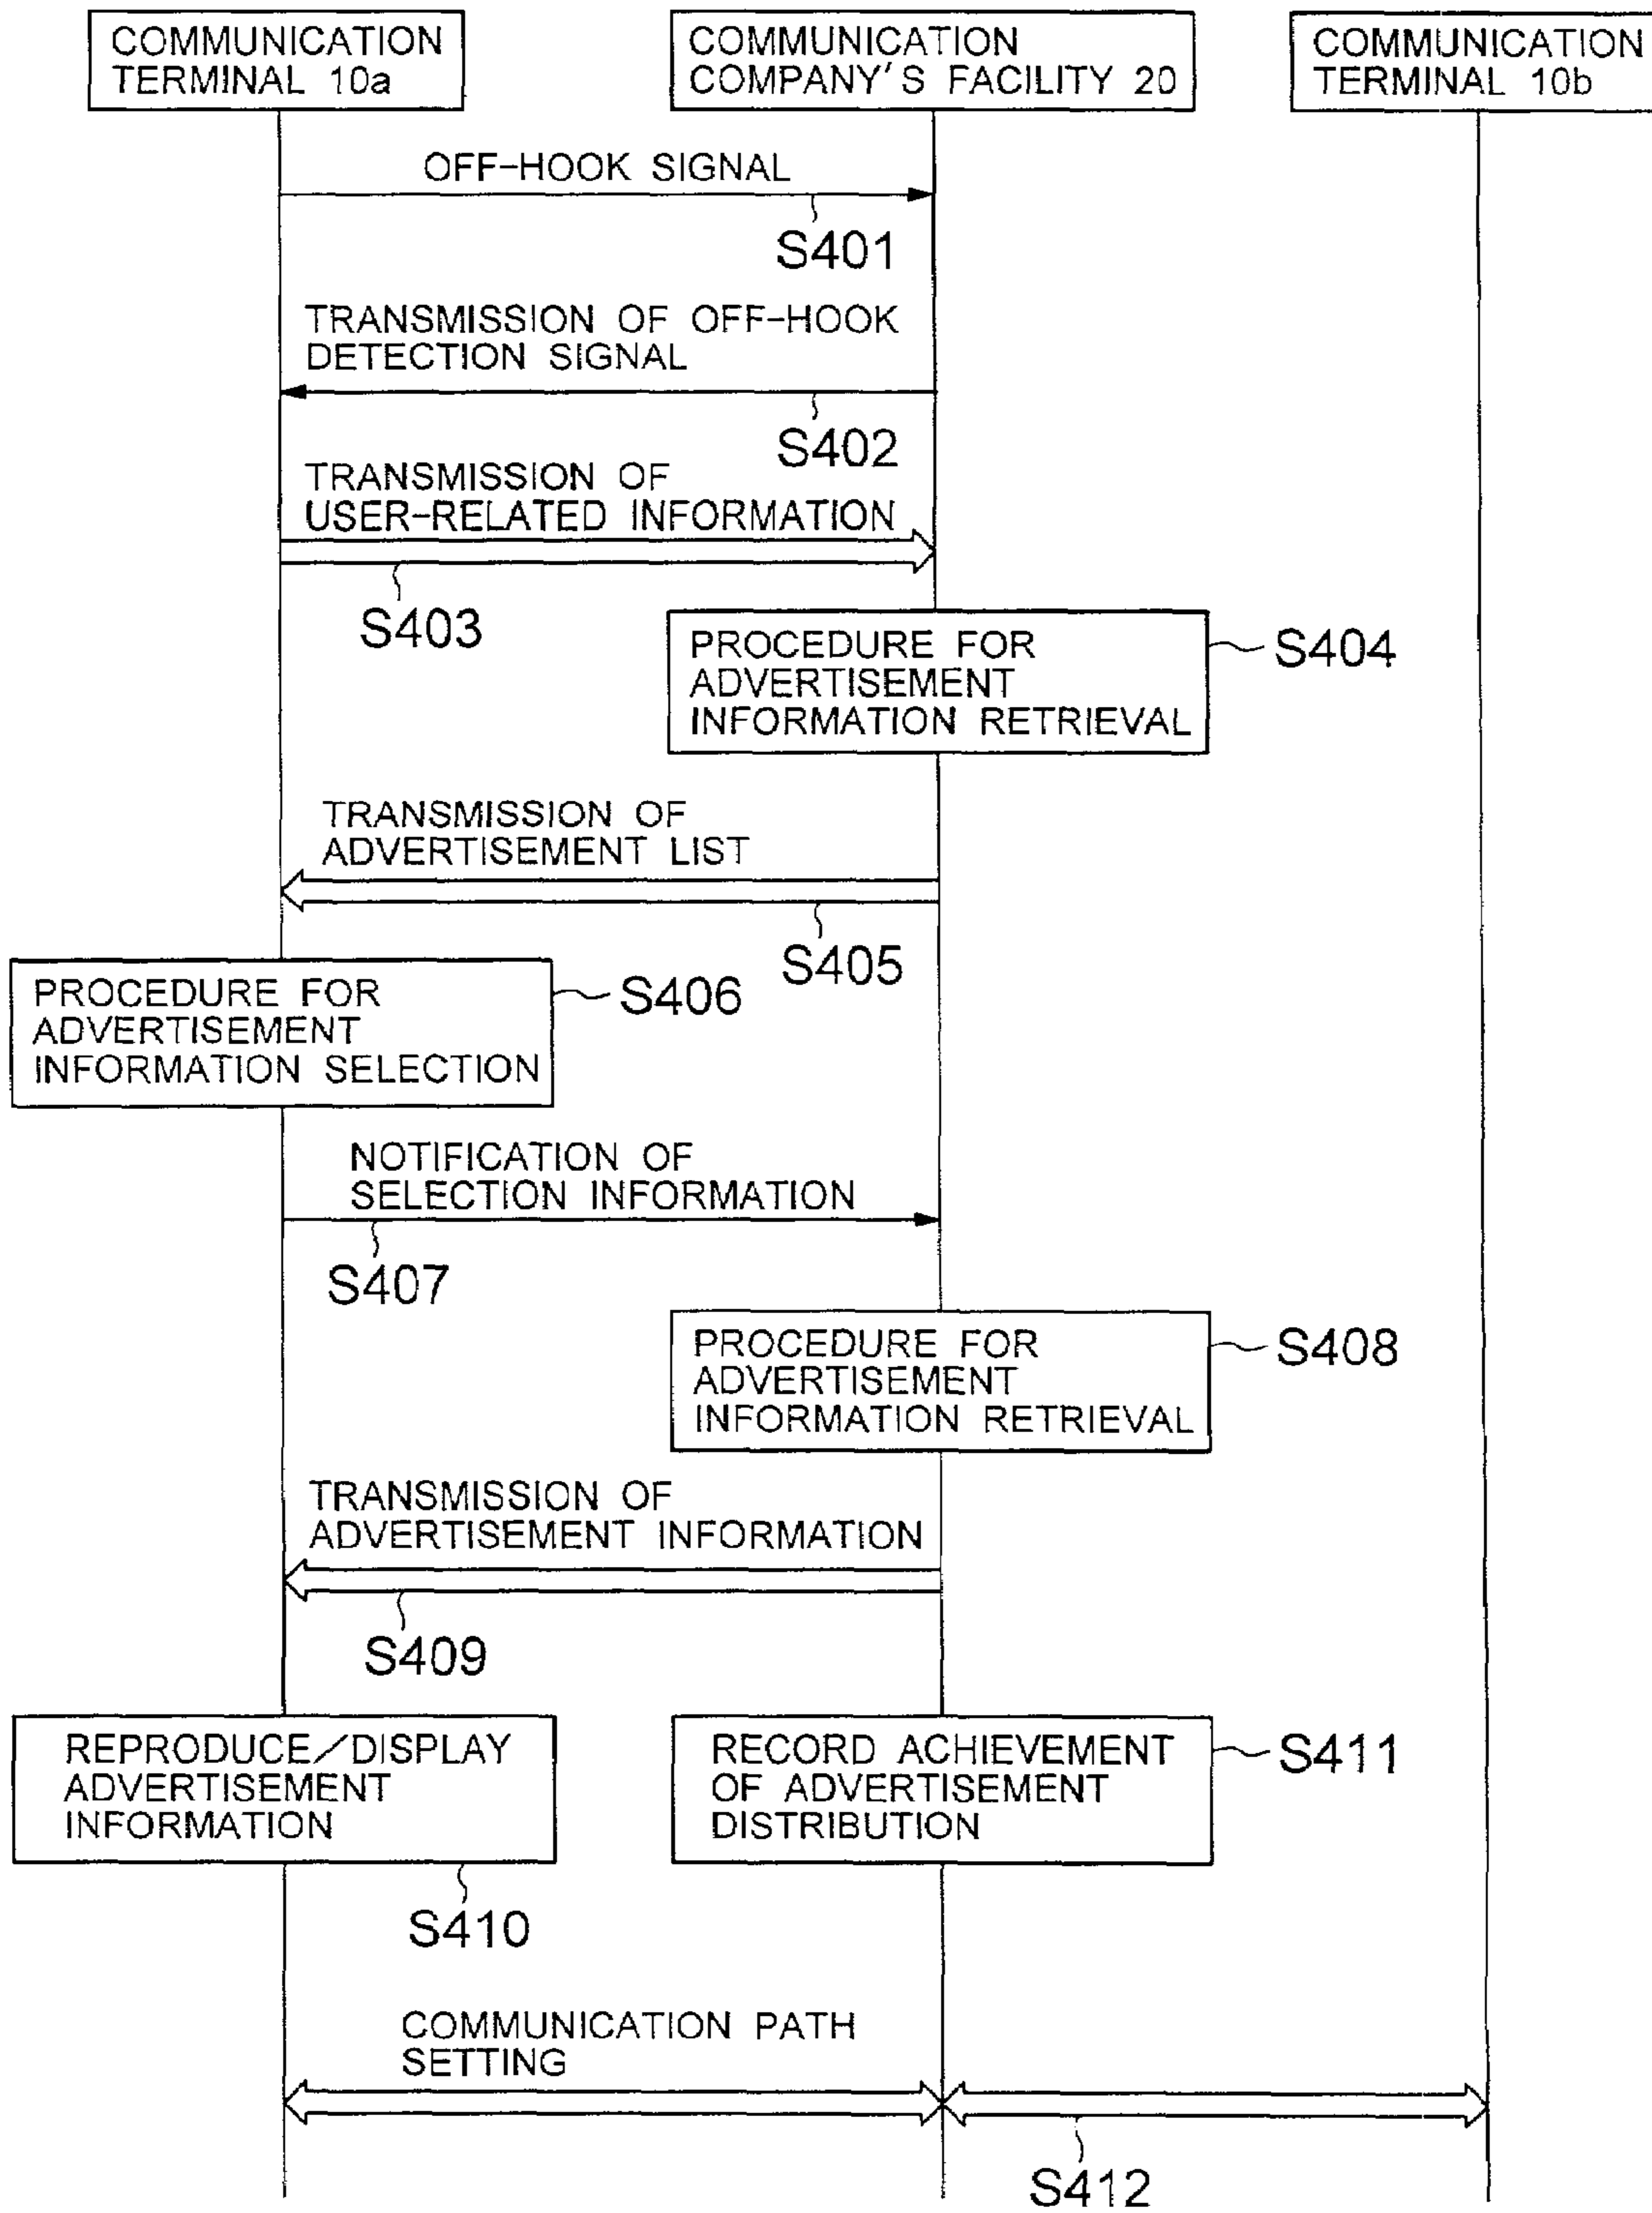 COMMUNICATION
TERMINAL 10a
COMMUNICATION
COMPANY'S FACILITY 20
COMMUNICATION
TERMINAL 10b
OFF-HOOK SIGNAL
S401
TRANSMISSION OF OFF-HOOK
DETECTION SIGNAL
S402
TRANSMISSION OF
USER-RELATED INFORMATION
S403
PROCEDURE FOR
ADVERTISEMENT
INFORMATION RETRIEVAL
S404
TRANSMISSION OF
ADVERTISEMENT LIST
S405
PROCEDURE FOR
ADVERTISEMENT
INFORMATION SELECTION
S406
NOTIFICATION OF
SELECTION INFORMATION
S407
PROCEDURE FOR
ADVERTISEMENT
INFORMATION RETRIEVAL
S408
TRANSMISSION OF
ADVERTISEMENT INFORMATION
S409
REPRODUCE/DISPLAY
ADVERTISEMENT
INFORMATION
S410
RECORD ACHIEVEMENT
OF ADVERTISEMENT
DISTRIBUTION
S411
COMMUNICATION PATH
SETTING
S412